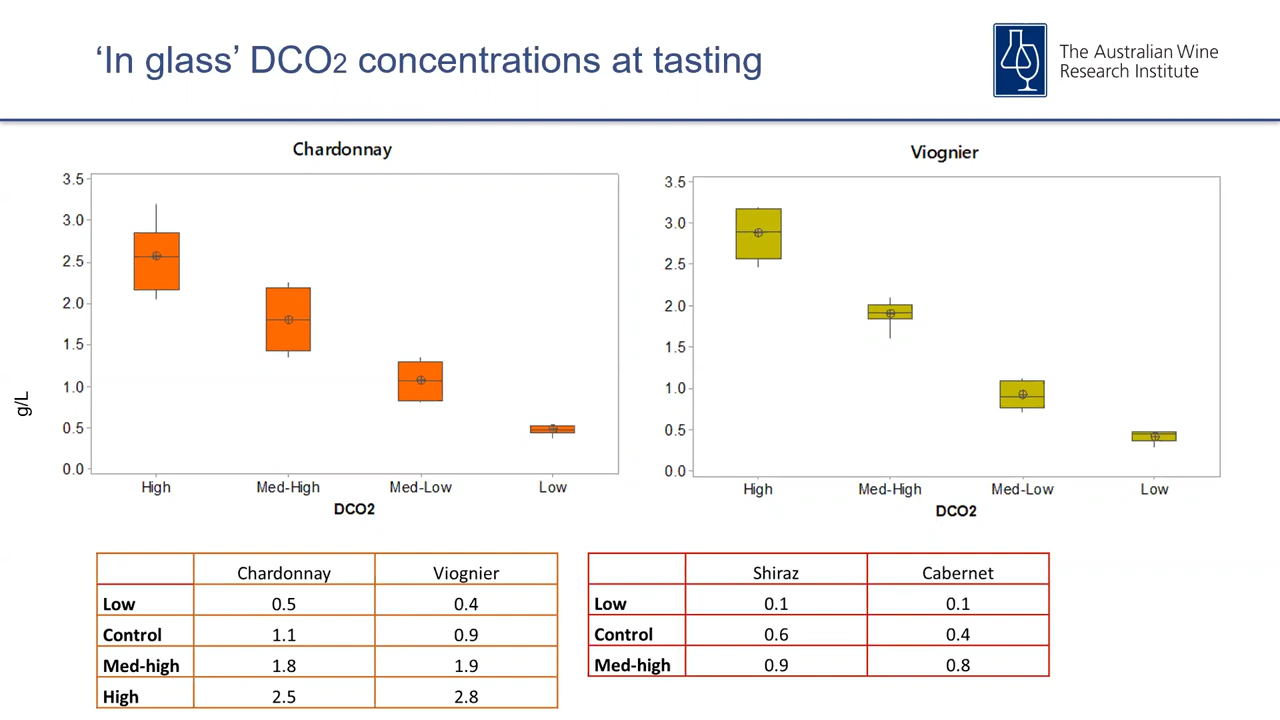 ‘In glass’ DCO2 concentrations at tasting
The Australian Wine
Research Institute
Chardonnay
3.5
3.0
2.5
2.0
1.5
1.0
0.5
0.0
g/L
High Med-High Med-Low Low
DCO2
Viognier
3.5
3.0
2.5
2.0
1.5
1.0
0.5
0.0
High Med-High Med-Low Low
DCO2
Chardonnay Viognier
Low 0.5 0.4
Control 1.1 0.9
Med-high 1.8 1.9
High 2.5 2.8
Shiraz Cabernet
Low 0.1 0.1
Control 0.6 0.4
Med-high 0.9 0.8